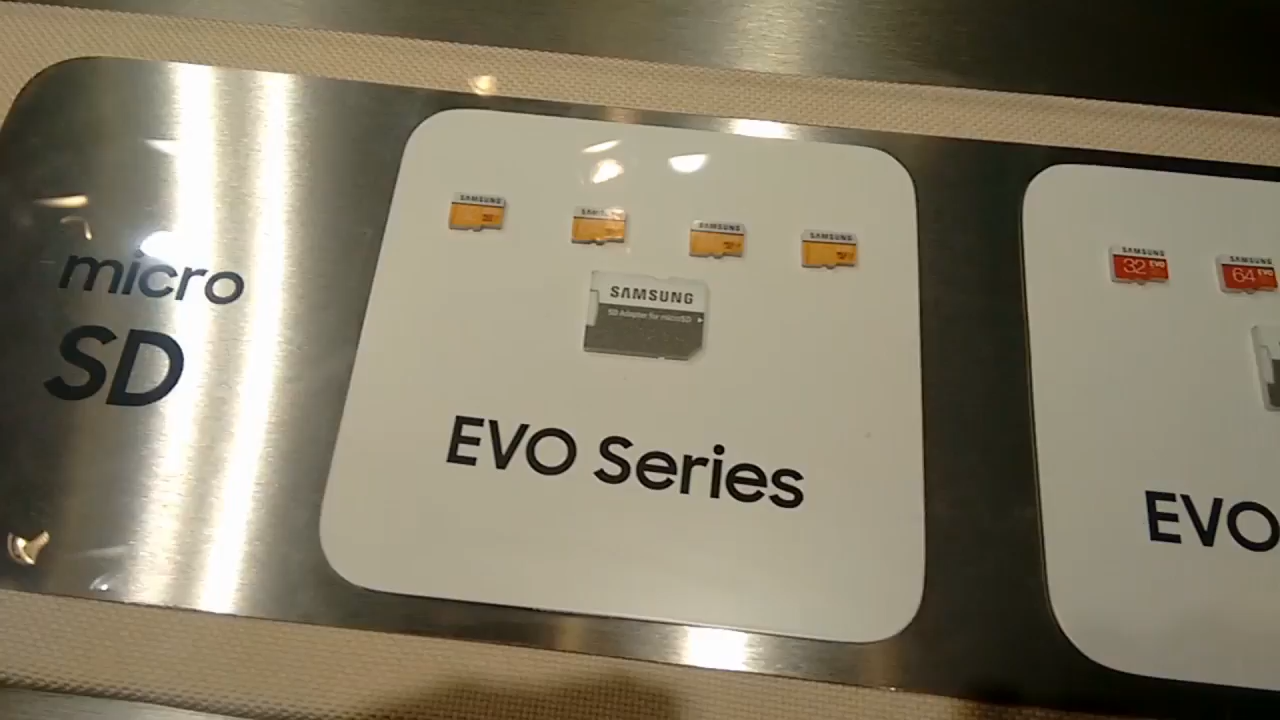 micro
SD
SAMSUNG
SAMSUNG
SAMSUNG
SAMSUNG
SAMSUNG
SD Adapter for microSD
EVO Series
SAMSUNG
32 EVO
SAMSUNG
64 EVO
EVO